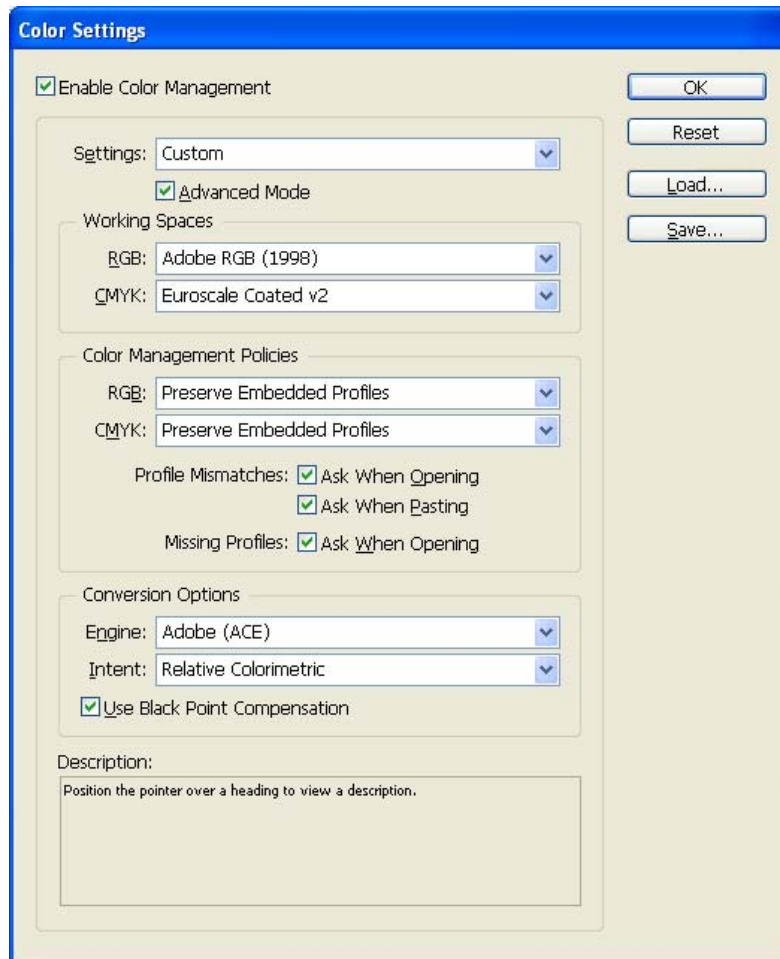 Color Settings
Enable Color Management
OK
Reset
Load...
Save...
Settings: Custom
Advanced Mode
Working Spaces
RGB: Adobe RGB (1998)
CMYK: Euroscale Coated v2
Color Management Policies
RGB: Preserve Embedded Profiles
CMYK: Preserve Embedded Profiles
Profile Mismatches: Ask When Opening
Ask When Pasting
Missing Profiles: Ask When Opening
Conversion Options
Engine: Adobe (ACE)
Intent: Relative Colorimetric
Use Black Point Compensation
Description:
Position the pointer over a heading to view a description.